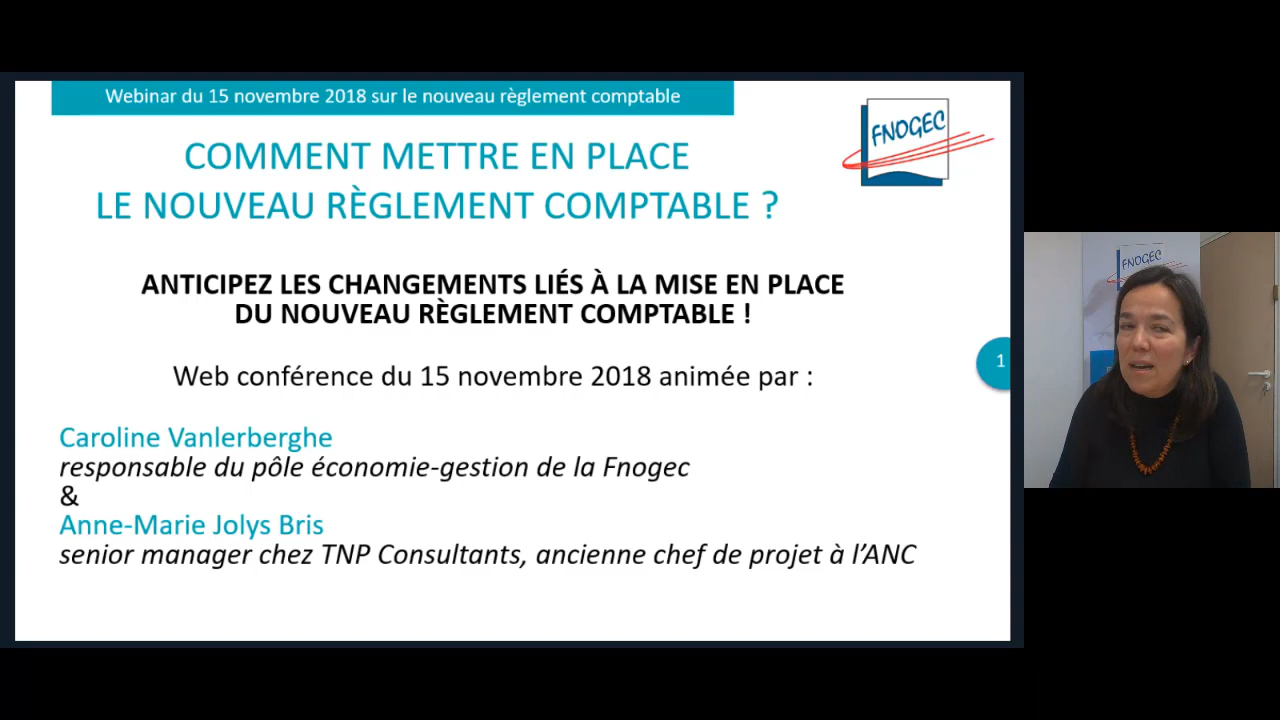 Webinar du 15 novembre 2018 sur le nouveau règlement comptable
FNOGEC
COMMENT METTRE EN PLACE
LE NOUVEAU RÈGLEMENT COMPTABLE ?
ANTICIPEZ LES CHANGEMENTS LIÉS À LA MISE EN PLACE
DU NOUVEAU RÈGLEMENT COMPTABLE !
Web conférence du 15 novembre 2018 animée par :
1
Caroline Vanlerberghe
responsable du pôle économie-gestion de la Fnogec
&
Anne-Marie Jolys Bris
senior manager chez TNP Consultants, ancienne chef de projet à l’ANC
FNOGEC